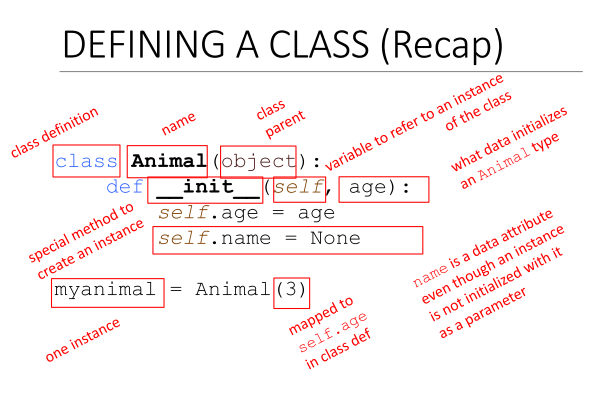 DEFINING A CLASS (Recap)
class definition
name
class
parent
variable to refer to an instance
of the class
what data initializes
an Animal type
class Animal(object):
def __init__(self, age):
self.age = age
self.name = None
special method to
create an instance
myanimal = Animal(3)
one instance
mapped to
self.age
in class def
name is a data attribute
even though an instance
is not initialized with it
as a parameter